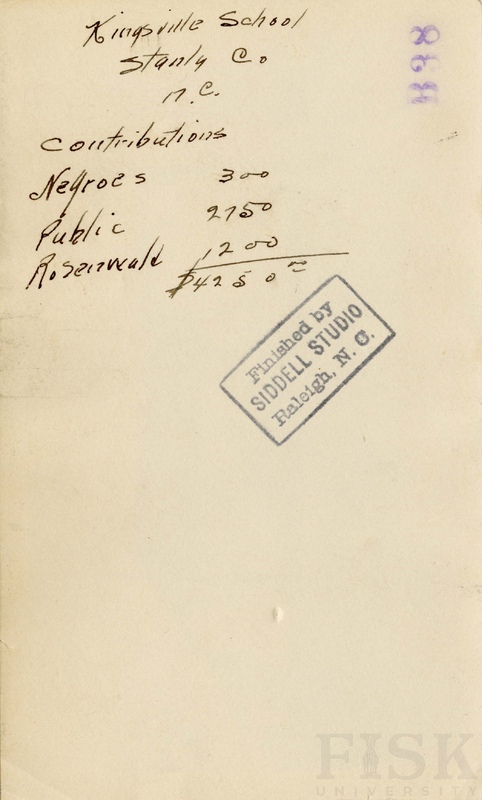 Kingsville School
Stanly Co
N.C.
Contributions
Negroes 300
Public 2750
Rosenwald 1200
$4250 00
Finished by
SIDDELL STUDIO
Raleigh, N. C.
FISK
UNIVERSITY